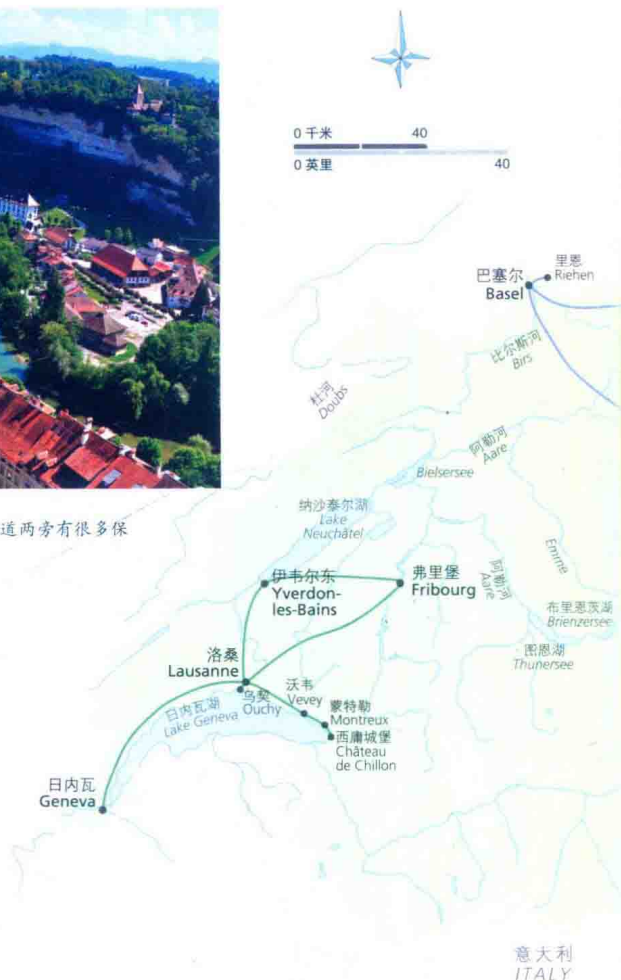 0 千米 40
0 英里 40
里恩
Riehen
巴塞尔
Basel
比尔斯河
Birs
杜河
Doubs
阿勒河
Aare
Bielsersee
纳沙泰尔湖
Lake
Neuchâtel
道两旁有很多保
伊韦尔东
Yverdon-
les-Bains
弗里堡
Fribourg
阿勒河
Aare
Emme
布里恩茨湖
Brienzersee
图恩湖
Thunersee
洛桑
Lausanne
乌契
Ouchy
沃韦
Vevey
日内瓦湖
Lake Geneva
蒙特勒
Montreux
西庸城堡
Château
de Chillon
日内瓦
Geneva
意大利
ITALY